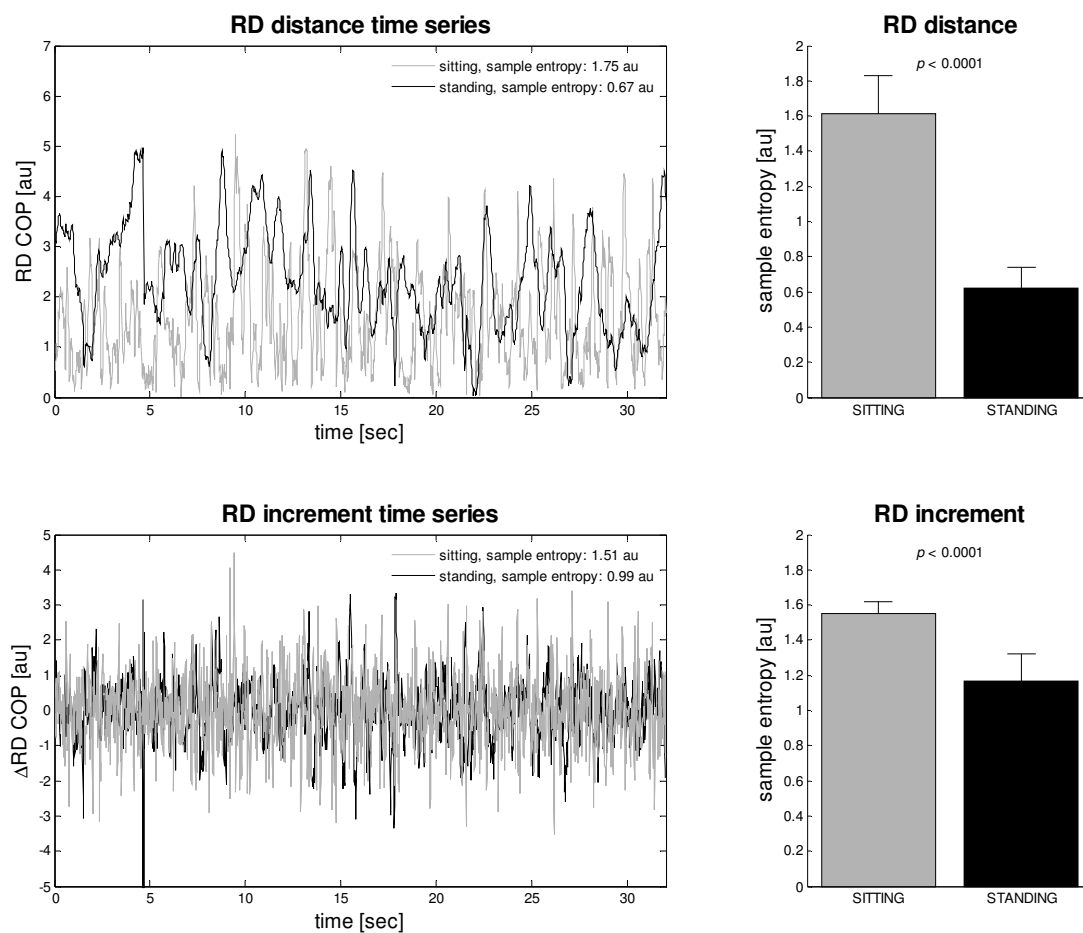 RD distance time series
7
6
5
4
3
2
1
0
RD COP [au]
sitting, sample entropy: 1.75 au
standing, sample entropy: 0.67 au
0 5 10 15 20 25 30
time [sec]
RD distance
2
1.8
1.6
1.4
1.2
1
0.8
0.6
0.4
0.2
0
sample entropy [au]
p < 0.0001
SITTING STANDING
RD increment time series
5
4
3
2
1
0
-1
-2
-3
-4
-5
ΔRD COP [au]
sitting, sample entropy: 1.51 au
standing, sample entropy: 0.99 au
0 5 10 15 20 25 30
time [sec]
RD increment
2
1.8
1.6
1.4
1.2
1
0.8
0.6
0.4
0.2
0
sample entropy [au]
p < 0.0001
SITTING STANDING